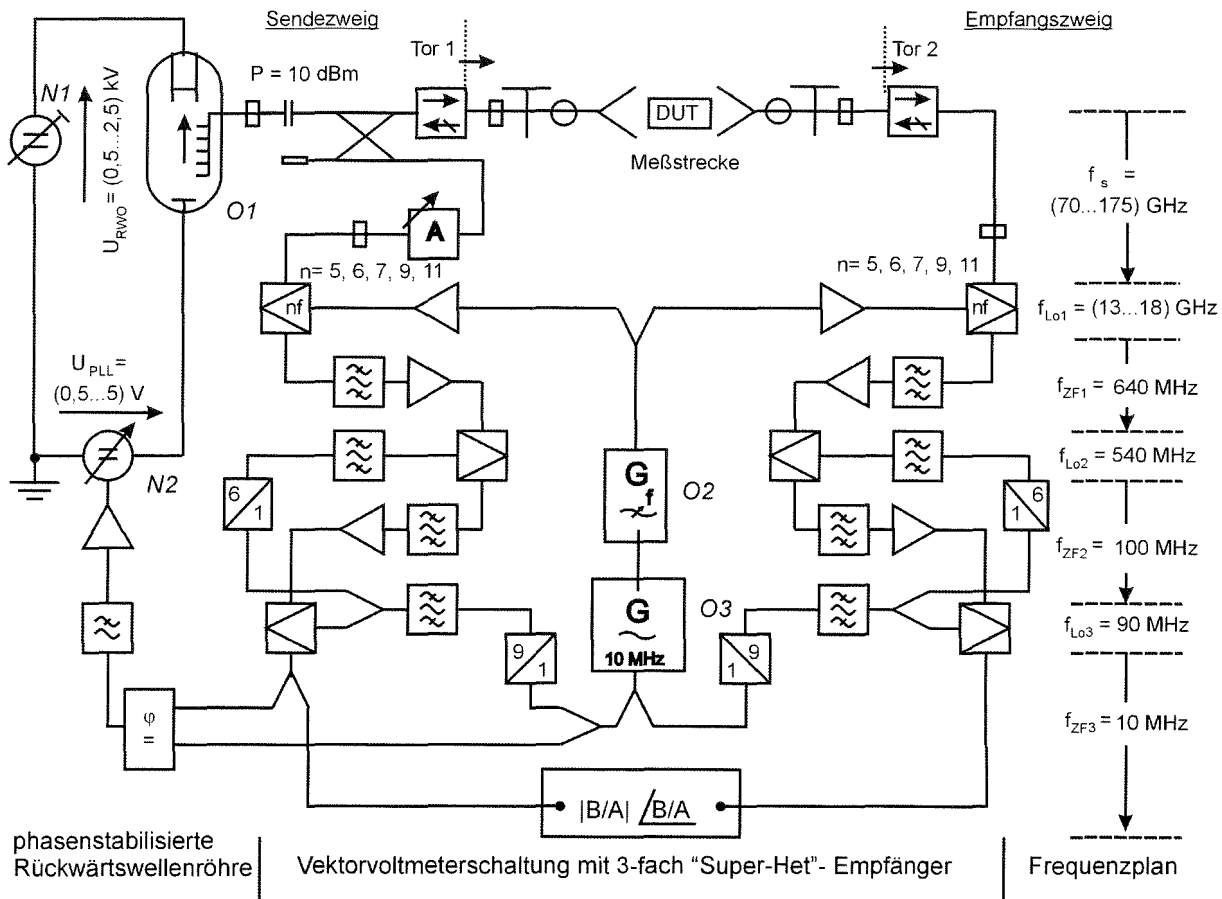 Sendezweig
Empfangszweig
Tor 1
Tor 2
P = 10 dBm
N1
U_RWO = (0,5...2,5) kV
O1
DUT
Meßstrecke
f_s =
(70...175) GHz
A
n= 5, 6, 7, 9, 11
n= 5, 6, 7, 9, 11
nf
nf
f_Lo1 = (13...18) GHz
U_PLL =
(0,5...5) V
f_ZF1 = 640 MHz
N2
G
f
O2
f_Lo2 = 540 MHz
6
1
6
1
f_ZF2 = 100 MHz
G
10 MHz
O3
f_Lo3 = 90 MHz
9
1
9
1
φ
=
f_ZF3 = 10 MHz
|B/A| /B/A
phasenstabilisierte
Rückwärtswellenröhre
Vektorvoltmeterschaltung mit 3-fach “Super-Het”- Empfänger
Frequenzplan